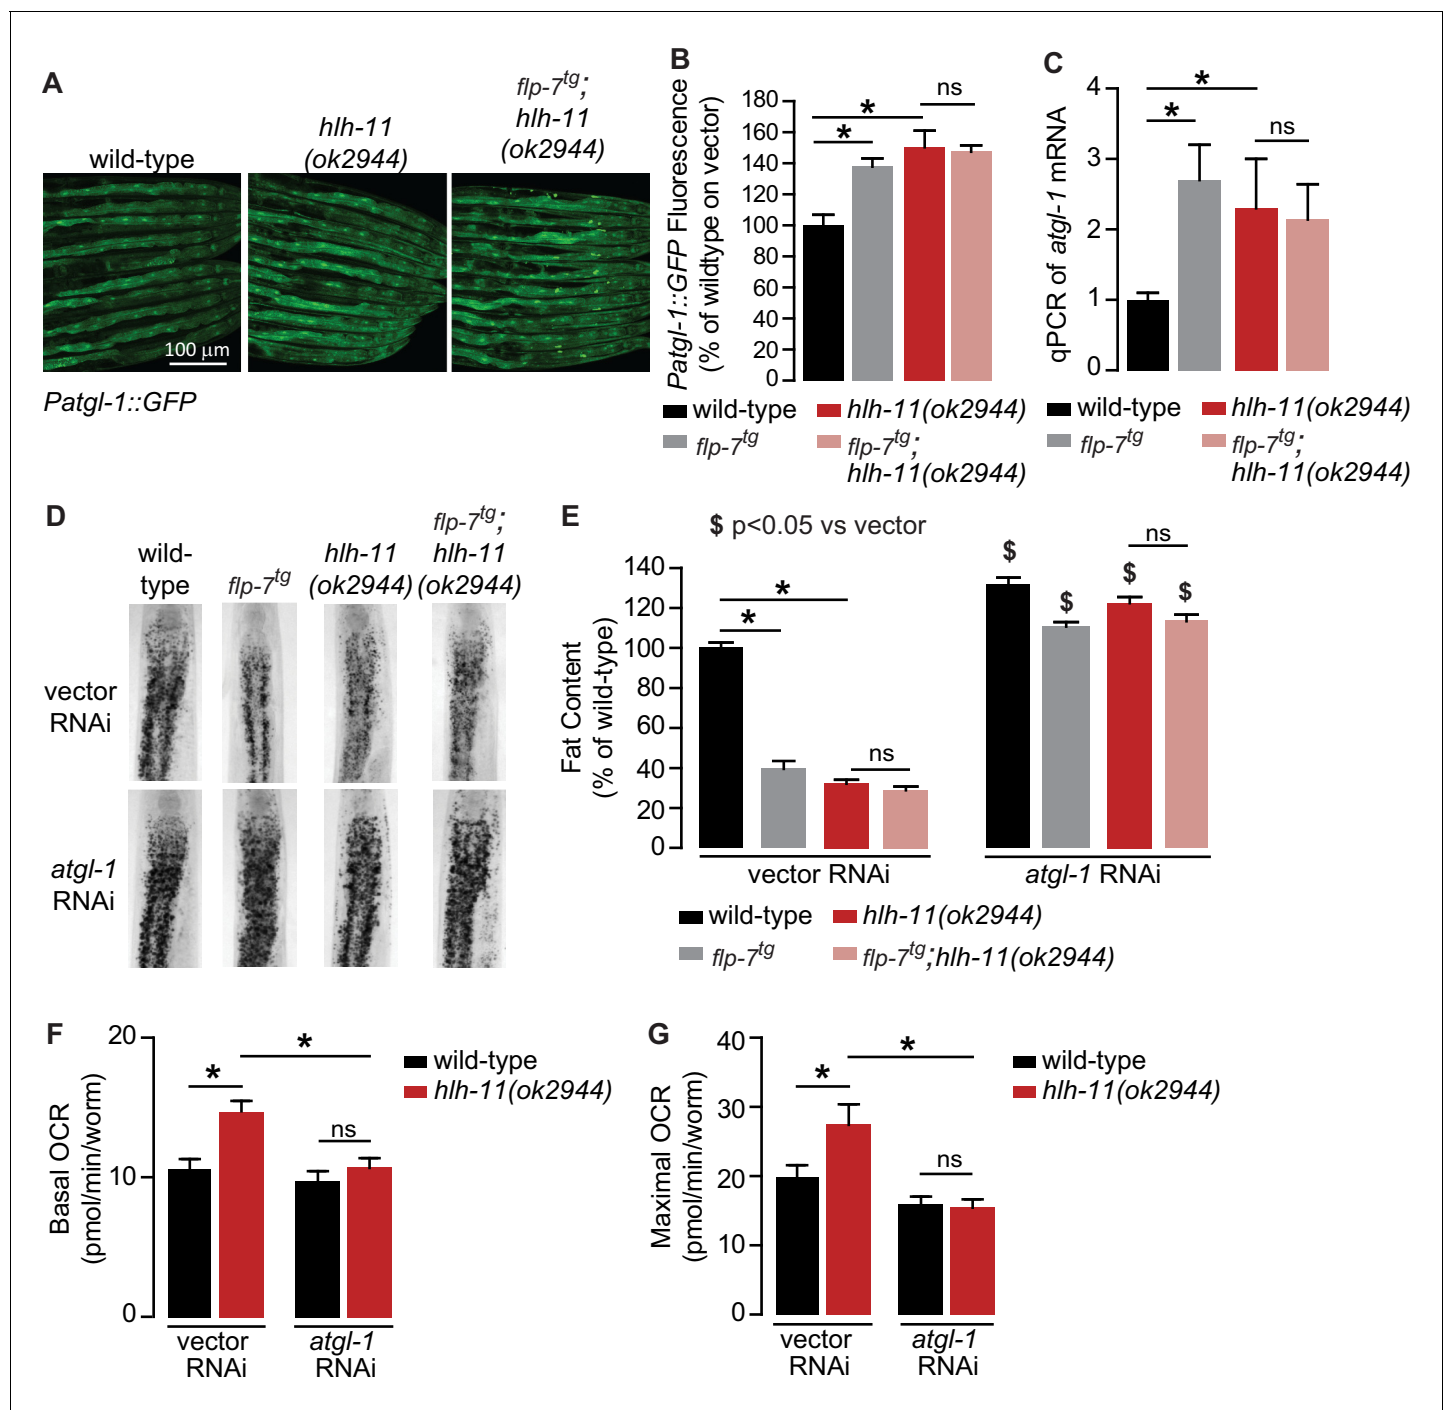 A
wild-type
hlh-11
(ok2944)
flp-7tg;
hlh-11
(ok2944)
100 µm
Patgl-1::GFP
B
Patgl-1::GFP Fluorescence
(% of wildtype on vector)
180
160
140
120
100
80
60
40
20
0
*
*
ns
wild-type
hlh-11(ok2944)
flp-7tg
flp-7tg;
hlh-11(ok2944)
C
qPCR of atgl-1 mRNA
4
3
2
1
0
*
*
ns
wild-type
hlh-11(ok2944)
flp-7tg
flp-7tg;
hlh-11(ok2944)
D
wild-
type
flp-7tg
hlh-11
(ok2944)
flp-7tg;
hlh-11
(ok2944)
vector
RNAi
atgl-1
RNAi
E
$ p<0.05 vs vector
Fat Content
(% of wild-type)
140
120
100
80
60
40
20
0
*
*
ns
$
$
$
$
ns
vector RNAi
atgl-1 RNAi
wild-type
hlh-11(ok2944)
flp-7tg
flp-7tg;hlh-11(ok2944)
F
Basal OCR
(pmol/min/worm)
20
10
0
*
*
ns
vector
RNAi
atgl-1
RNAi
wild-type
hlh-11(ok2944)
G
Maximal OCR
(pmol/min/worm)
40
30
20
10
0
*
*
ns
vector
RNAi
atgl-1
RNAi
wild-type
hlh-11(ok2944)